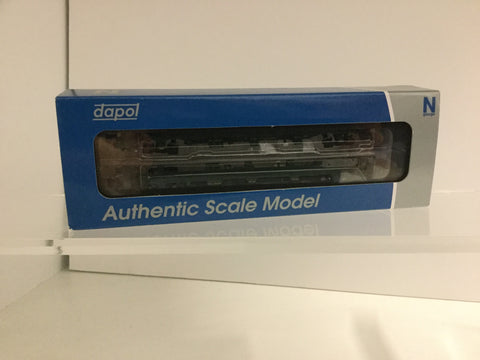 dapol
N
Authentic Scale Model